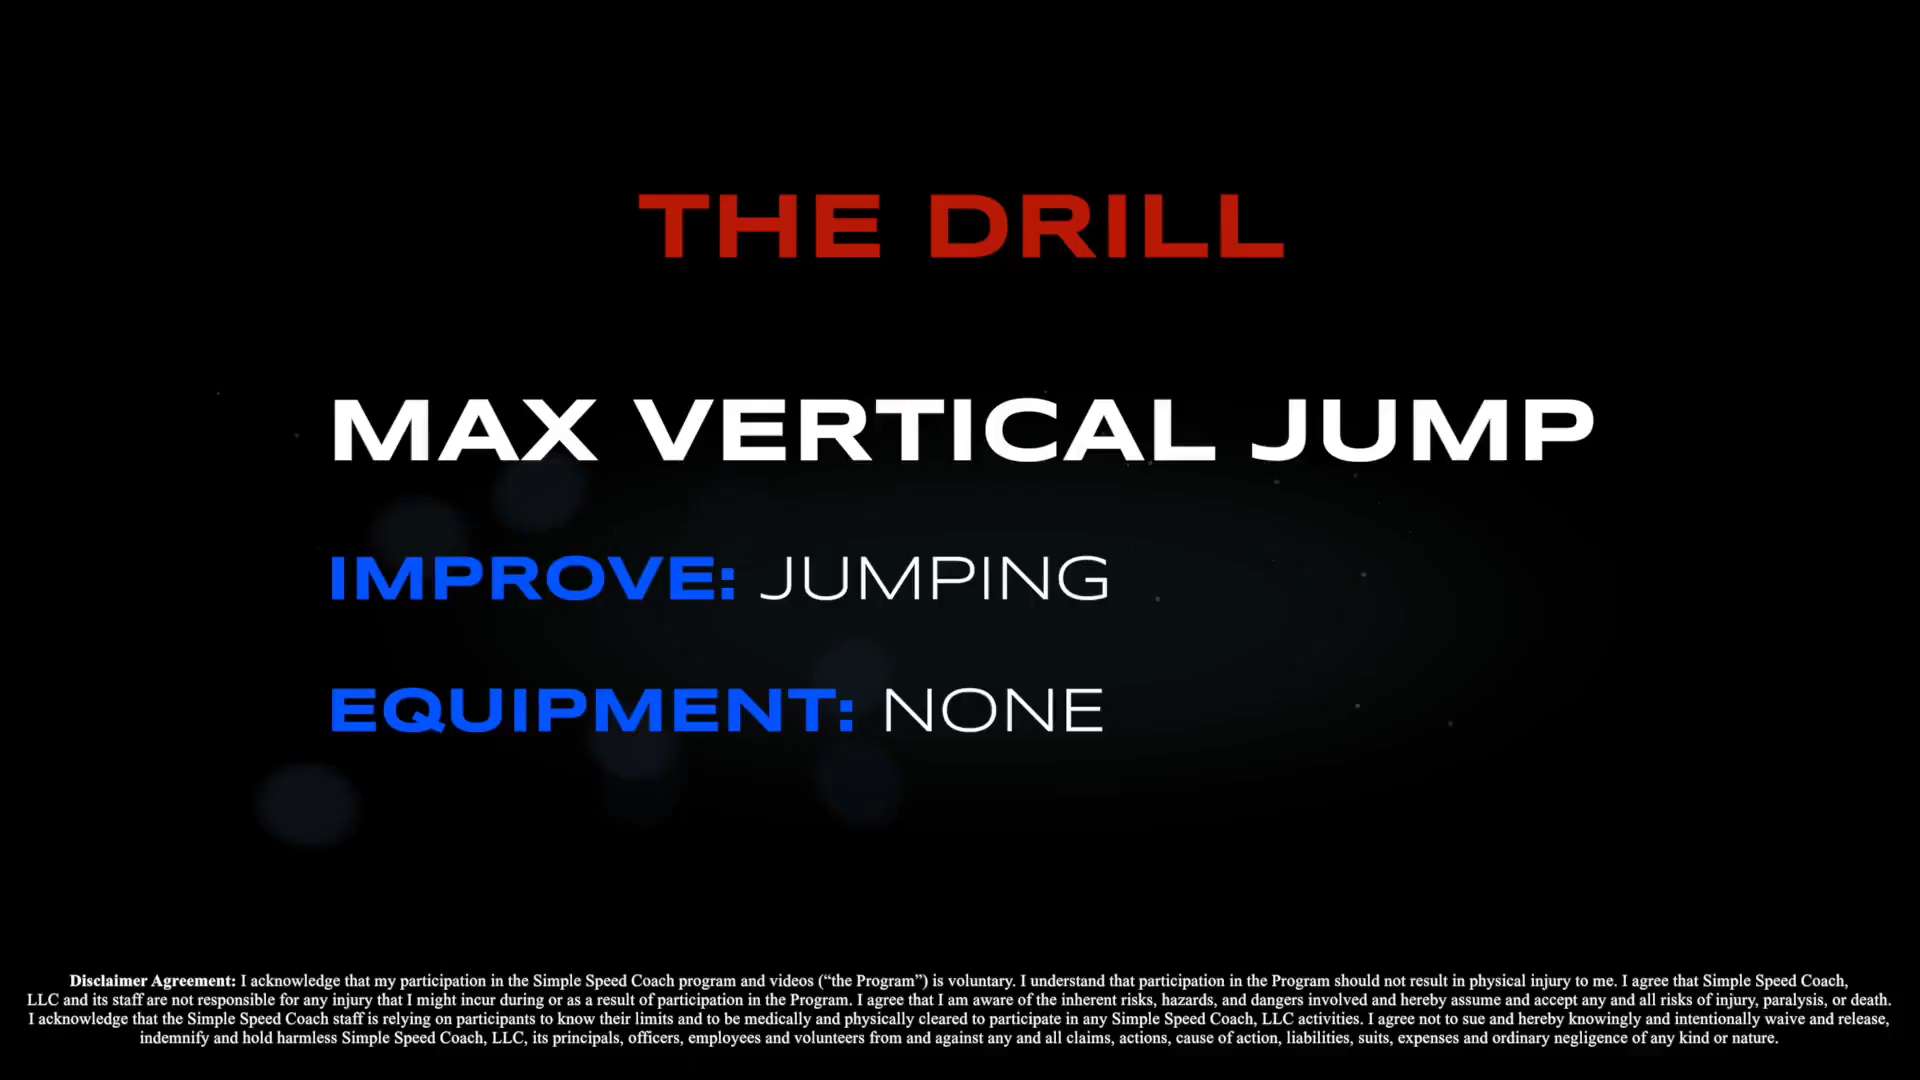 THE DRILL
MAX VERTICAL JUMP
IMPROVE: JUMPING
EQUIPMENT: NONE
Disclaimer Agreement: I acknowledge that my participation in the Simple Speed Coach program and videos (“the Program”) is voluntary. I understand that participation in the Program should not result in physical injury to me. I agree that Simple Speed Coach,
LLC and its staff are not responsible for any injury that I might incur during or as a result of participation in the Program. I agree that I am aware of the inherent risks, hazards, and dangers involved and hereby assume and accept any and all risks of injury, paralysis, or death.
I acknowledge that the Simple Speed Coach staff is relying on participants to know their limits and to be medically and physically cleared to participate in any Simple Speed Coach, LLC activities. I agree not to sue and hereby knowingly and intentionally waive and release,
indemnify and hold harmless Simple Speed Coach, LLC, its principals, officers, employees and volunteers from and against any and all claims, actions, cause of action, liabilities, suits, expenses and ordinary negligence of any kind or nature.